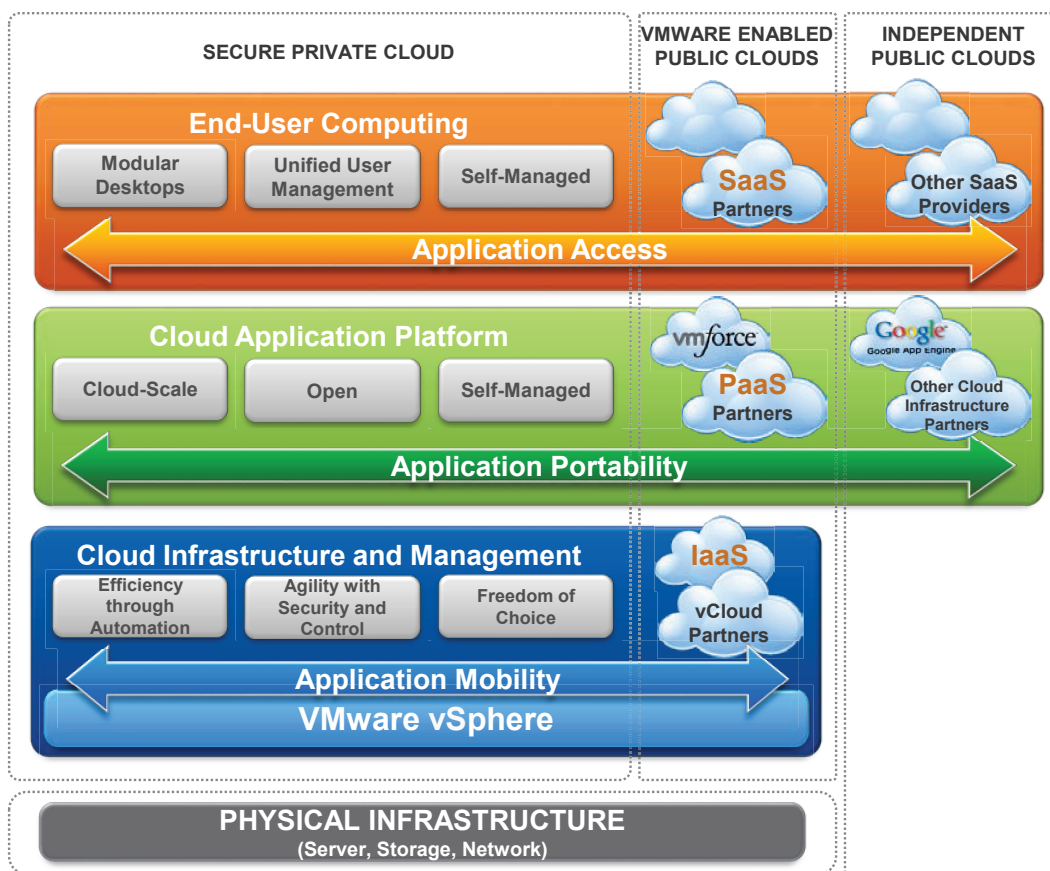 SECURE PRIVATE CLOUD
VMWARE ENABLED
PUBLIC CLOUDS
INDEPENDENT
PUBLIC CLOUDS
End-User Computing
Modular
Desktops
Unified User
Management
Self-Managed
SaaS
Partners
Other SaaS
Providers
Application Access
Cloud Application Platform
Cloud-Scale
Open
Self-Managed
vmforce
PaaS
Partners
Google
Google App Engine
Other Cloud
Infrastructure
Partners
Application Portability
Cloud Infrastructure and Management
Efficiency
through
Automation
Agility with
Security and
Control
Freedom of
Choice
IaaS
vCloud
Partners
Application Mobility
VMware vSphere
PHYSICAL INFRASTRUCTURE
(Server, Storage, Network)